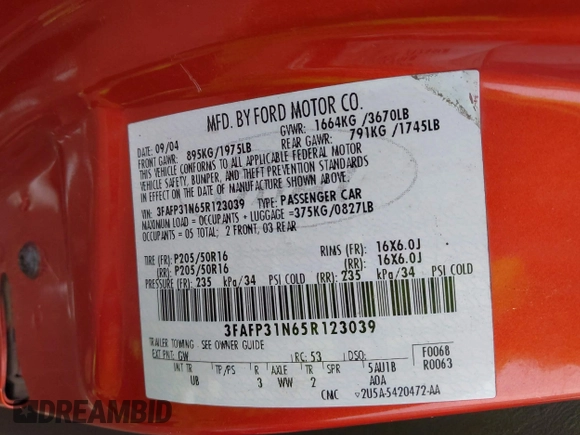 MFD. BY FORD MOTOR CO.
DATE: 09/04 GVWR: 1664KG /3670LB
FRONT GAWR: 895KG/1975LB REAR GAWR: 791KG /1745LB
VEHICLE CONFORMS TO ALL APPLICABLE FEDERAL MOTOR
VEHICLE SAFETY, BUMPER, AND THEFT PREVENTION STANDARDS
IN EFFECT ON THE DATE OF MANUFACTURE SHOWN ABOVE.
VIN: 3FAFP31N65R123039 TYPE: PASSENGER CAR
MAXIMUM LOAD = OCCUPANTS + LUGGAGE =375KG/0827LB
OCCUPANTS = 05 TOTAL; 2 FRONT, 03 REAR
TIRE (FR): P205/50R16 RIMS (FR): 16X6.0J
(RR): P205/50R16 (RR): 16X6.0J
PRESSURE (FR): 235 kPa/34 PSI COLD (RR): 235 kPa/34 PSI COLD
3FAFP31N65R123039
TRAILER TOWING - SEE OWNER GUIDE
EXT PNT: GW RC: 53 DSO: F0068
R0063
INT TR TP/PS R AXLE TR SPR 5AU1B
UB 3 WW 2 AOA
CMC ▽2U5A-5420472-AA
DREAMBID